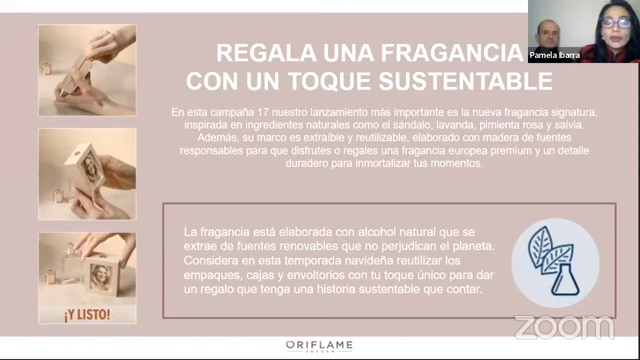 Pamela Ibarra
REGALA UNA FRAGANCIA
CON UN TOQUE SUSTENTABLE
En esta campaña 17 nuestro lanzamiento más importante es la nueva fragancia signatura,
inspirada en ingredientes naturales como el sándalo, lavanda, pimienta rosa y salvia.
Además, su marco es extraíble y reutilizable, elaborado con madera de fuentes
responsables para que disfrutes o regales una fragancia europea premium y un detalle
duradero para inmortalizar tus momentos.
La fragancia está elaborada con alcohol natural que se
extrae de fuentes renovables que no perjudican el planeta.
Considera en esta temporada navideña reutilizar los
empaques, cajas y envoltorios con tu toque único para dar
un regalo que tenga una historia sustentable que contar.
¡Y LISTO!
zoom
ORIFLAME
SWEDEN